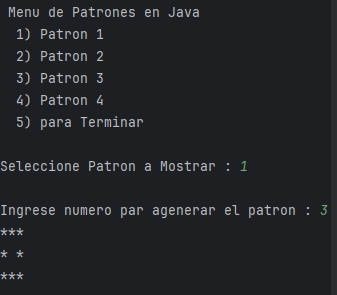 Menu de Patrones en Java
1) Patron 1
2) Patron 2
3) Patron 3
4) Patron 4
5) para Terminar
Seleccione Patron a Mostrar : 1
Ingrese numero par agenerar el patron : 3
***
* *
***